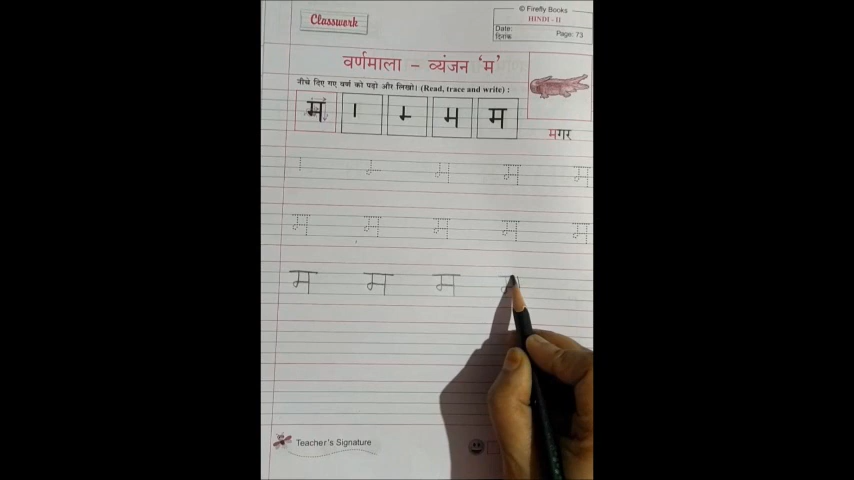 Classwork
© Firefly Books
HINDI - II
Date:
दिनांक
Page: 73
वर्णमाला – व्यंजन ‘म’
नीचे दिए गए वर्ण को पढ़ो और लिखो। (Read, trace and write) :
म म म
मगर
म म म
म म म म म
म म म म
Teacher's Signature